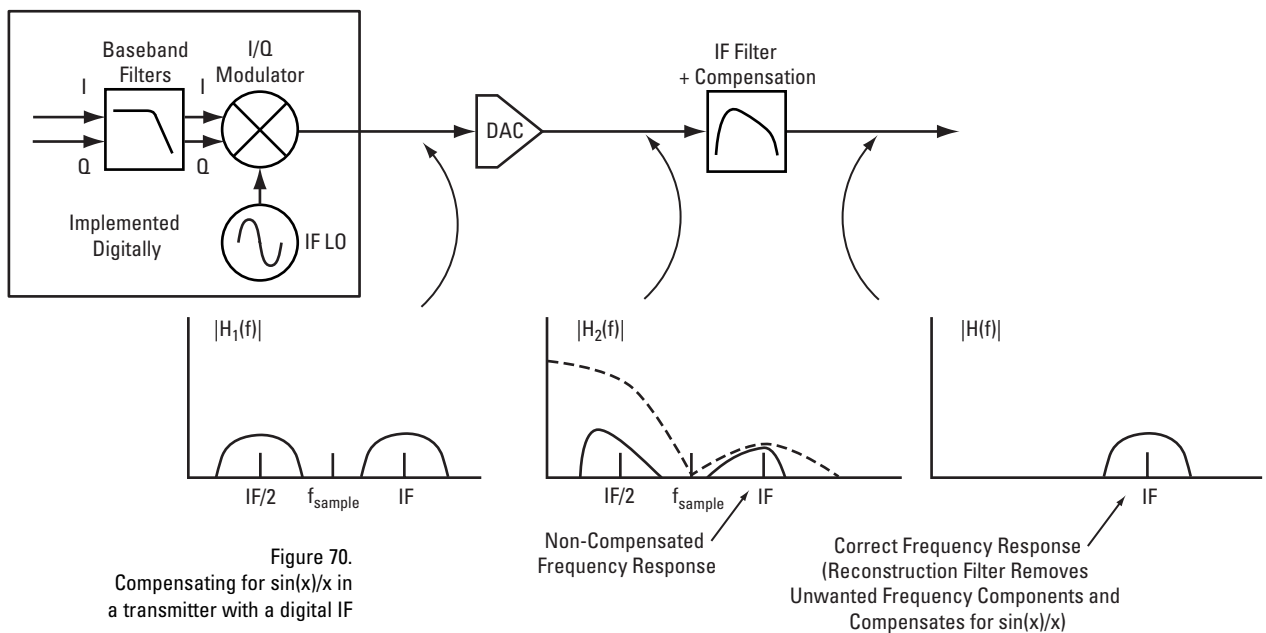 Baseband
Filters
I/Q
Modulator
I
I
Q
Q
Implemented
Digitally
IF LO
DAC
IF Filter
+ Compensation
|H1(f)|
IF/2
fsample
IF
|H2(f)|
IF/2
fsample
IF
Non-Compensated
Frequency Response
|H(f)|
IF
Correct Frequency Response
(Reconstruction Filter Removes
Unwanted Frequency Components and
Compensates for sin(x)/x)
Figure 70.
Compensating for sin(x)/x in
a transmitter with a digital IF